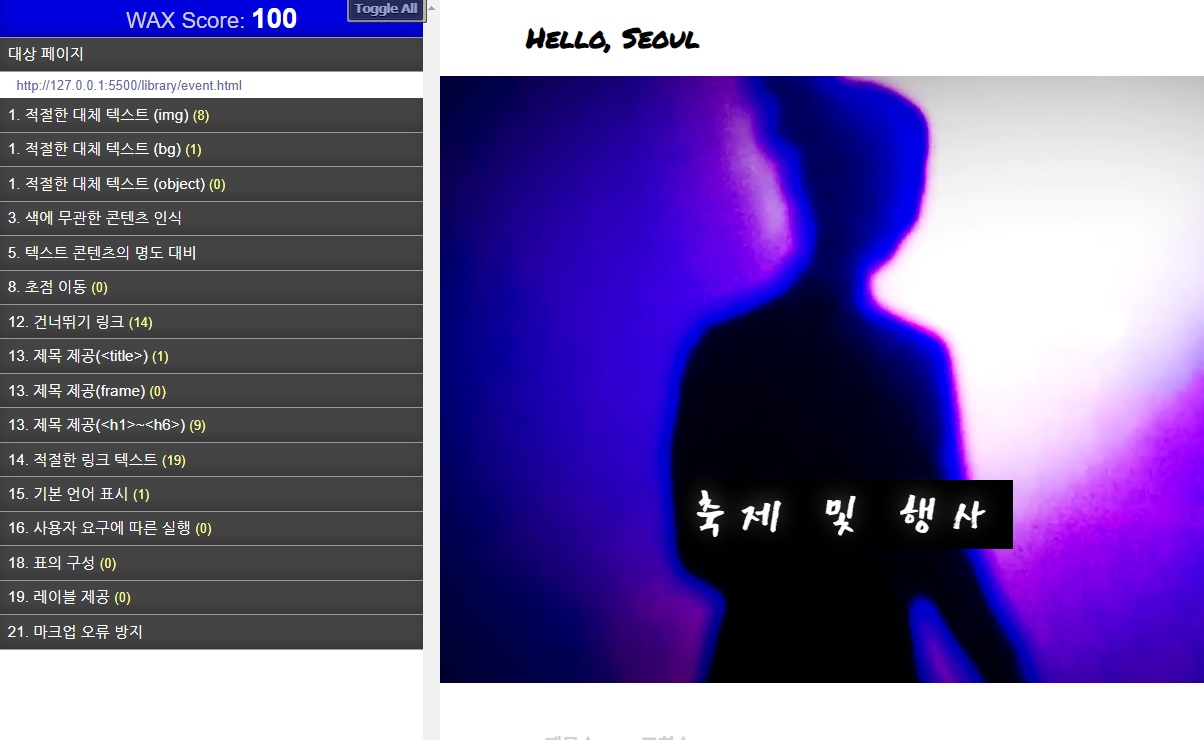 WAX Score: 100
Toggle All
대상 페이지
http://127.0.0.1:5500/library/event.html
1. 적절한 대체 텍스트 (img) (8)
1. 적절한 대체 텍스트 (bg) (1)
1. 적절한 대체 텍스트 (object) (0)
3. 색에 무관한 콘텐츠 인식
5. 텍스트 콘텐츠의 명도 대비
8. 초점 이동 (0)
12. 건너뛰기 링크 (14)
13. 제목 제공(<title>) (1)
13. 제목 제공(frame) (0)
13. 제목 제공(<h1>~<h6>) (9)
14. 적절한 링크 텍스트 (19)
15. 기본 언어 표시 (1)
16. 사용자 요구에 따른 실행 (0)
18. 표의 구성 (0)
19. 레이블 제공 (0)
21. 마크업 오류 방지
Hello, Seoul
축제 및 행사